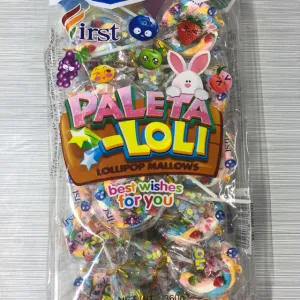 First
PALETA
-LOLI
LOLLIPOP MALLOWS
best wishes
for you